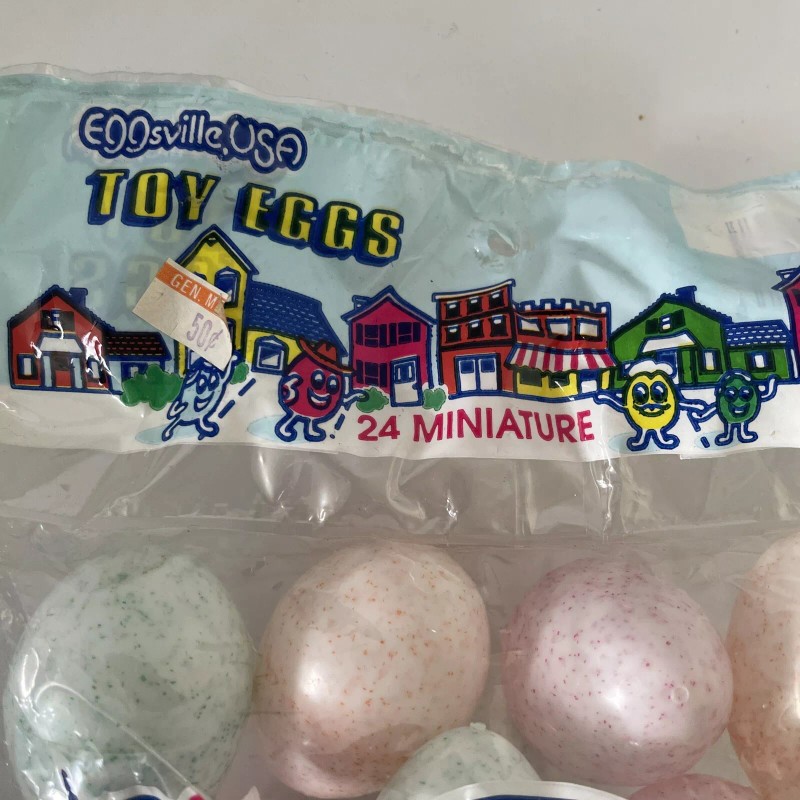 Eggsville, USA
TOY EGGS
GEN. M
50¢
24 MINIATURE